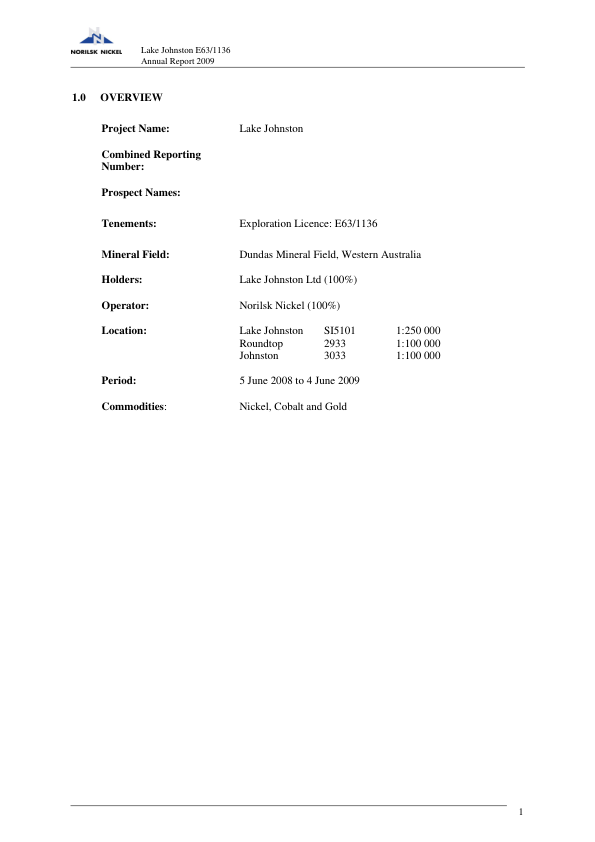 NORILSK NICKEL
Lake Johnston E63/1136
Annual Report 2009
1.0 OVERVIEW
Project Name: Lake Johnston
Combined Reporting
Number:
Prospect Names:
Tenements: Exploration Licence: E63/1136
Mineral Field: Dundas Mineral Field, Western Australia
Holders: Lake Johnston Ltd (100%)
Operator: Norilsk Nickel (100%)
Location: Lake Johnston SI5101 1:250 000
Roundtop 2933 1:100 000
Johnston 3033 1:100 000
Period: 5 June 2008 to 4 June 2009
Commodities: Nickel, Cobalt and Gold
1